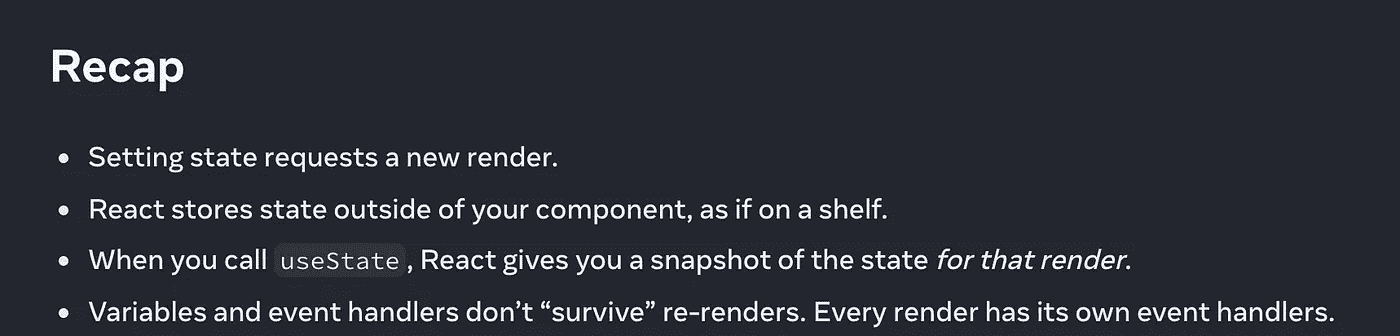 Recap
Setting state requests a new render.
React stores state outside of your component, as if on a shelf.
When you call useState, React gives you a snapshot of the state for that render.
Variables and event handlers don’t “survive” re-renders. Every render has its own event handlers.